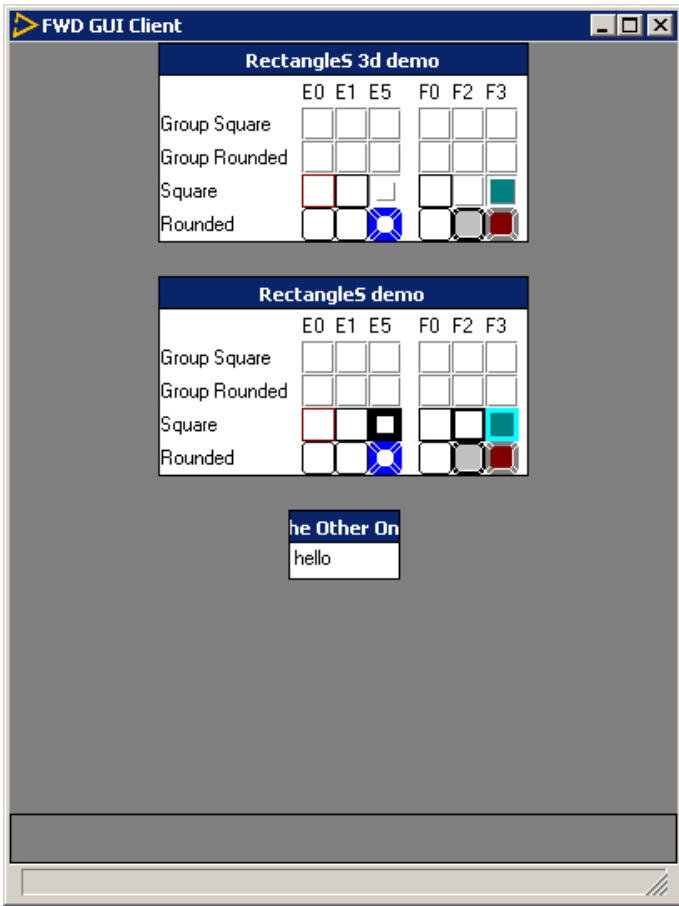 FWD GUI Client
RectangleS 3d demo
E0 E1 E5 F0 F2 F3
Group Square
Group Rounded
Square
Rounded
RectangleS demo
E0 E1 E5 F0 F2 F3
Group Square
Group Rounded
Square
Rounded
he Other On
hello